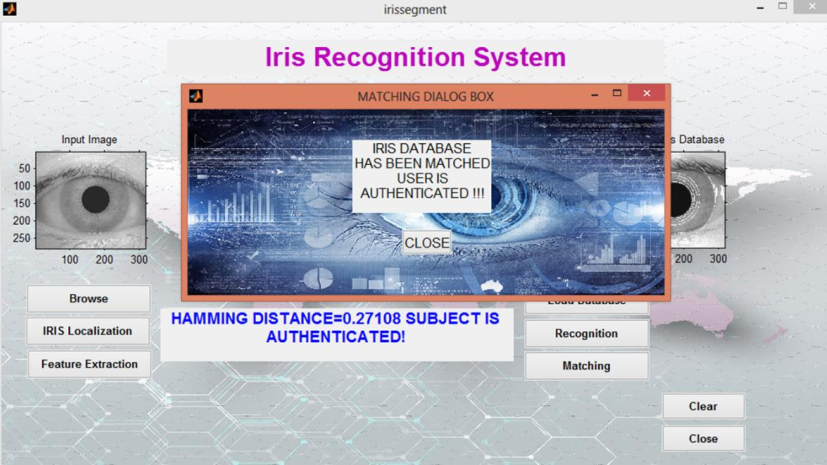 irissegment
Iris Recognition System
MATCHING DIALOG BOX
Input Image
s Database
IRIS DATABASE
HAS BEEN MATCHED
USER IS
AUTHENTICATED !!!
CLOSE
50
100
150
200
250
100 200 300
100 200 300
Browse
IRIS Localization
Feature Extraction
HAMMING DISTANCE=0.27108 SUBJECT IS
AUTHENTICATED!
Load Database
Recognition
Matching
Clear
Close